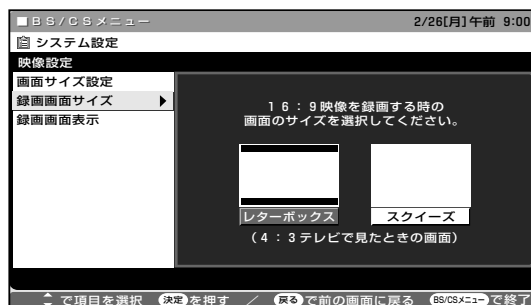 ■BS/CSメニュー 2/26[月]午前 9:00
システム設定
映像設定
画面サイズ設定
録画画面サイズ
録画画面表示
16:9映像を録画する時の
画面のサイズを選択してください。
レターボックス スクイーズ
(4:3テレビで見たときの画面)
で項目を選択 決定を押す / 戻るで前の画面に戻る BS/CSメニューで終了